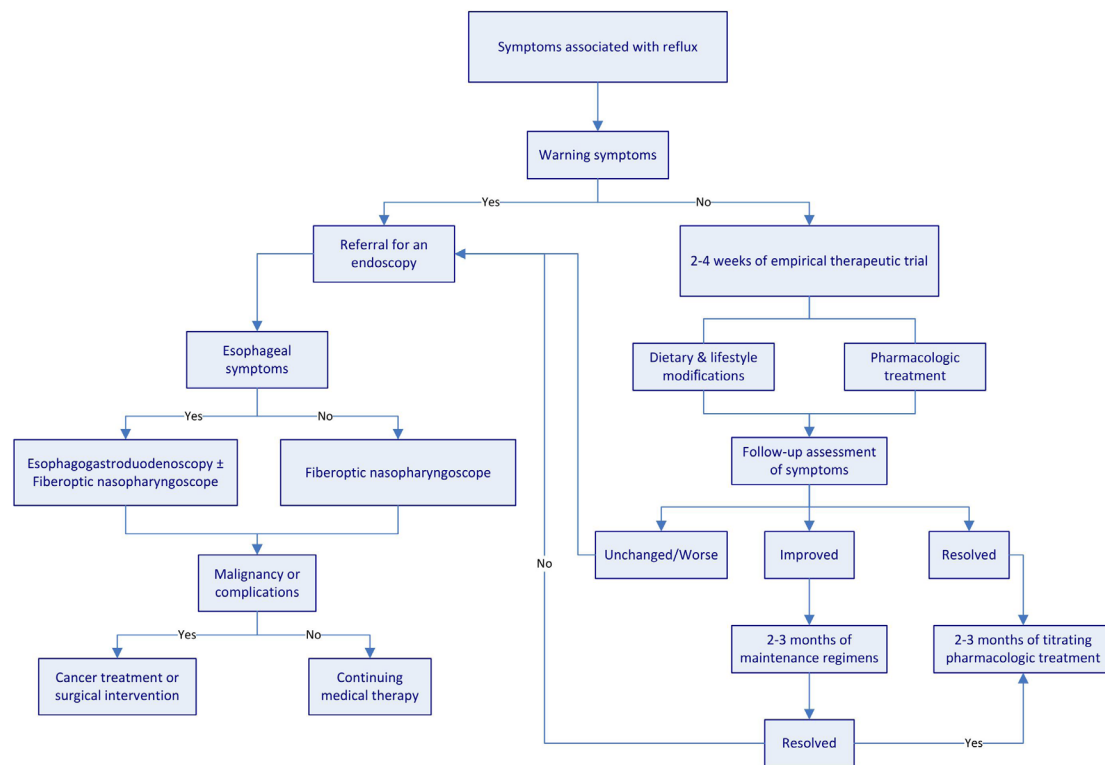 Symptoms associated with reflux
Warning symptoms
Yes
No
Referral for an
endoscopy
2-4 weeks of empirical therapeutic trial
Esophageal
symptoms
Dietary & lifestyle
modifications
Pharmacologic
treatment
Yes
No
Esophagogastroduodenoscopy ±
Fiberoptic nasopharyngoscope
Fiberoptic nasopharyngoscope
Follow-up assessment
of symptoms
Malignancy or
complications
No
Unchanged/Worse
Improved
Resolved
Yes
No
Cancer treatment or
surgical intervention
Continuing
medical therapy
2-3 months of
maintenance regimens
2-3 months of titrating
pharmacologic treatment
Resolved
Yes